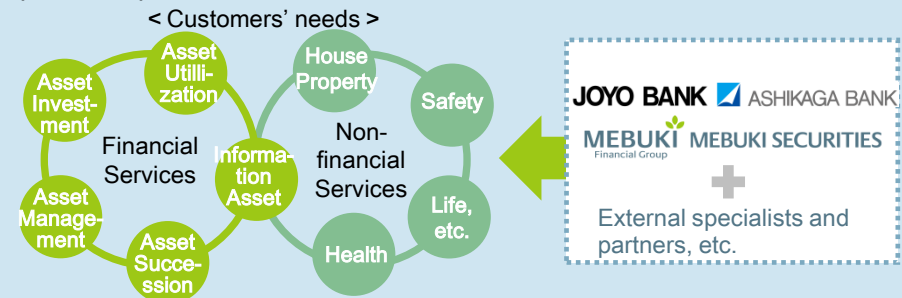 < Customers' needs >
Asset
Utilli-
zation
Asset
Invest-
ment
Financial
Services
Asset
Manage-
ment
Asset
Succe-
ssion
Informa-
tion
Asset
House
Property
Safety
Non-
financial
Services
Life,
etc.
Health
JOYO BANK ASHIKAGA BANK
MEBUKI MEBUKI SECURITIES
Financial Group
External specialists and
partners, etc.